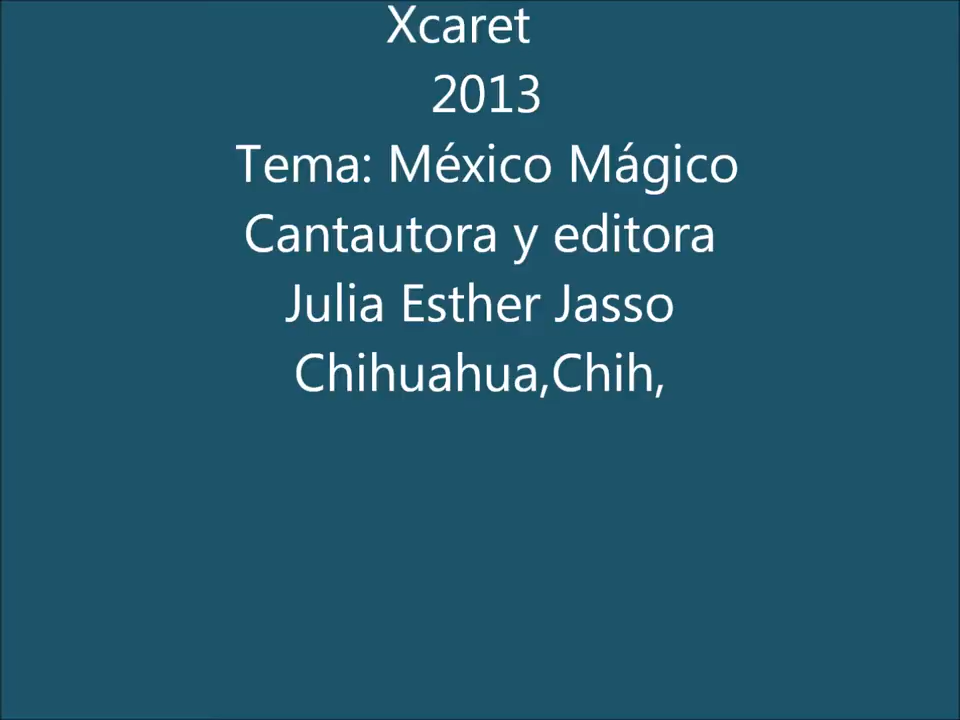 Xcaret
2013
Tema: México Mágico
Cantautora y editora
Julia Esther Jasso
Chihuahua,Chih,